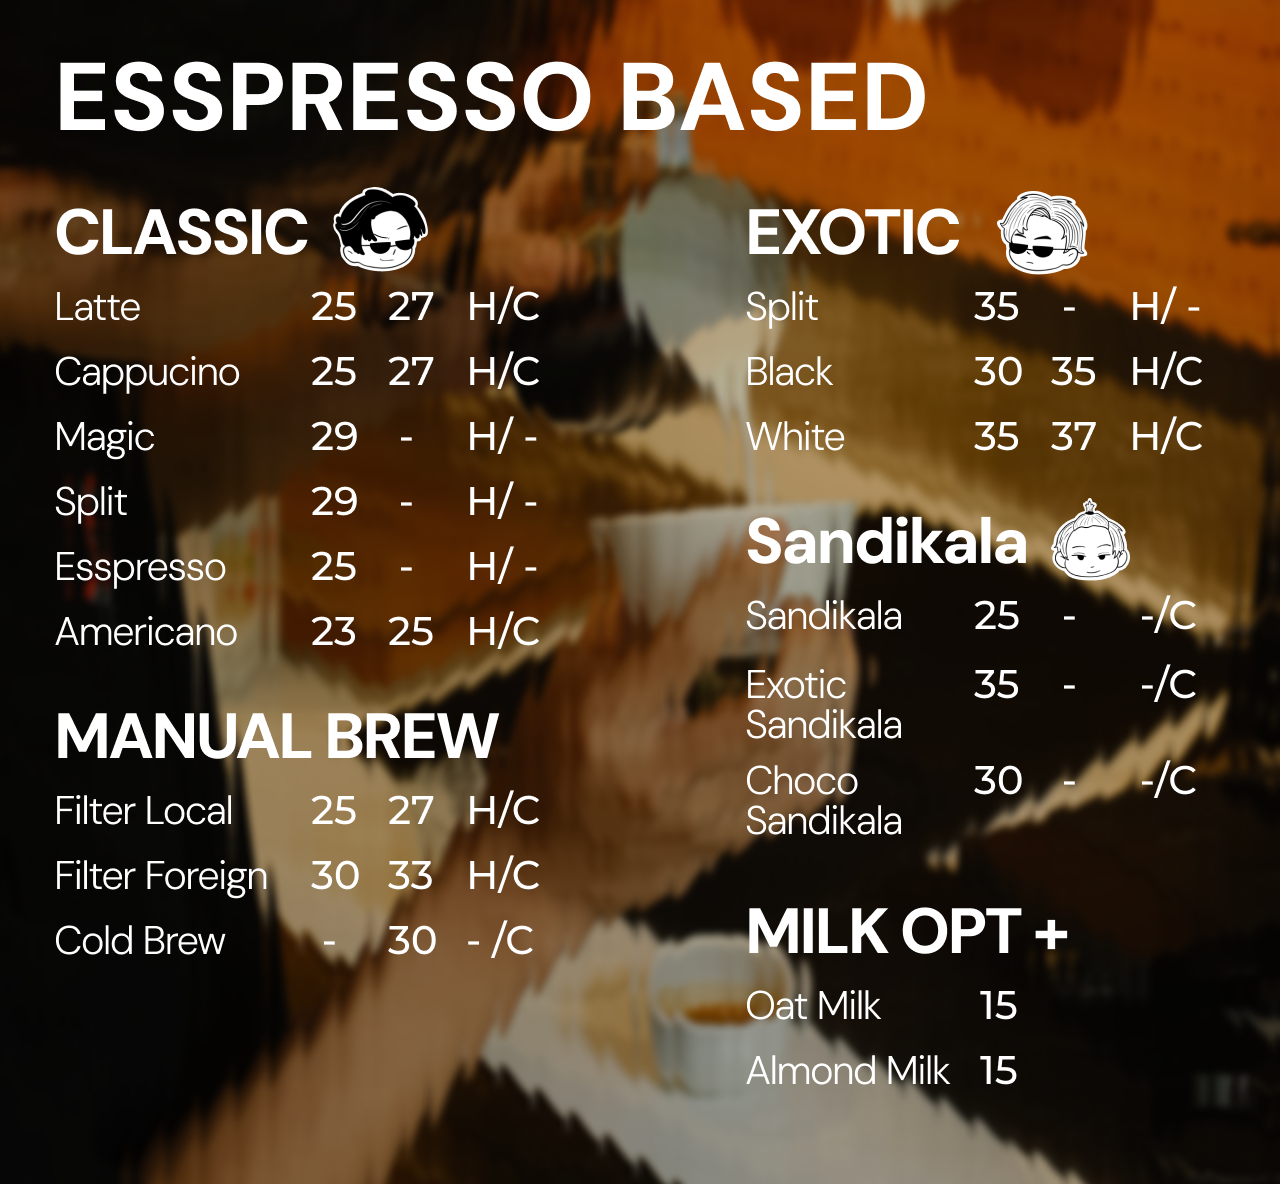 ESSPRESSO BASED
CLASSIC
Latte 25 27 H/C
Cappucino 25 27 H/C
Magic 29 - H/ -
Split 29 - H/ -
Esspresso 25 - H/ -
Americano 23 25 H/C
MANUAL BREW
Filter Local 25 27 H/C
Filter Foreign 30 33 H/C
Cold Brew - 30 - /C
EXOTIC
Split 35 - H/ -
Black 30 35 H/C
White 35 37 H/C
Sandikala
Sandikala 25 - -/C
Exotic 35 - -/C
Sandikala
Choco 30 - -/C
Sandikala
MILK OPT +
Oat Milk 15
Almond Milk 15